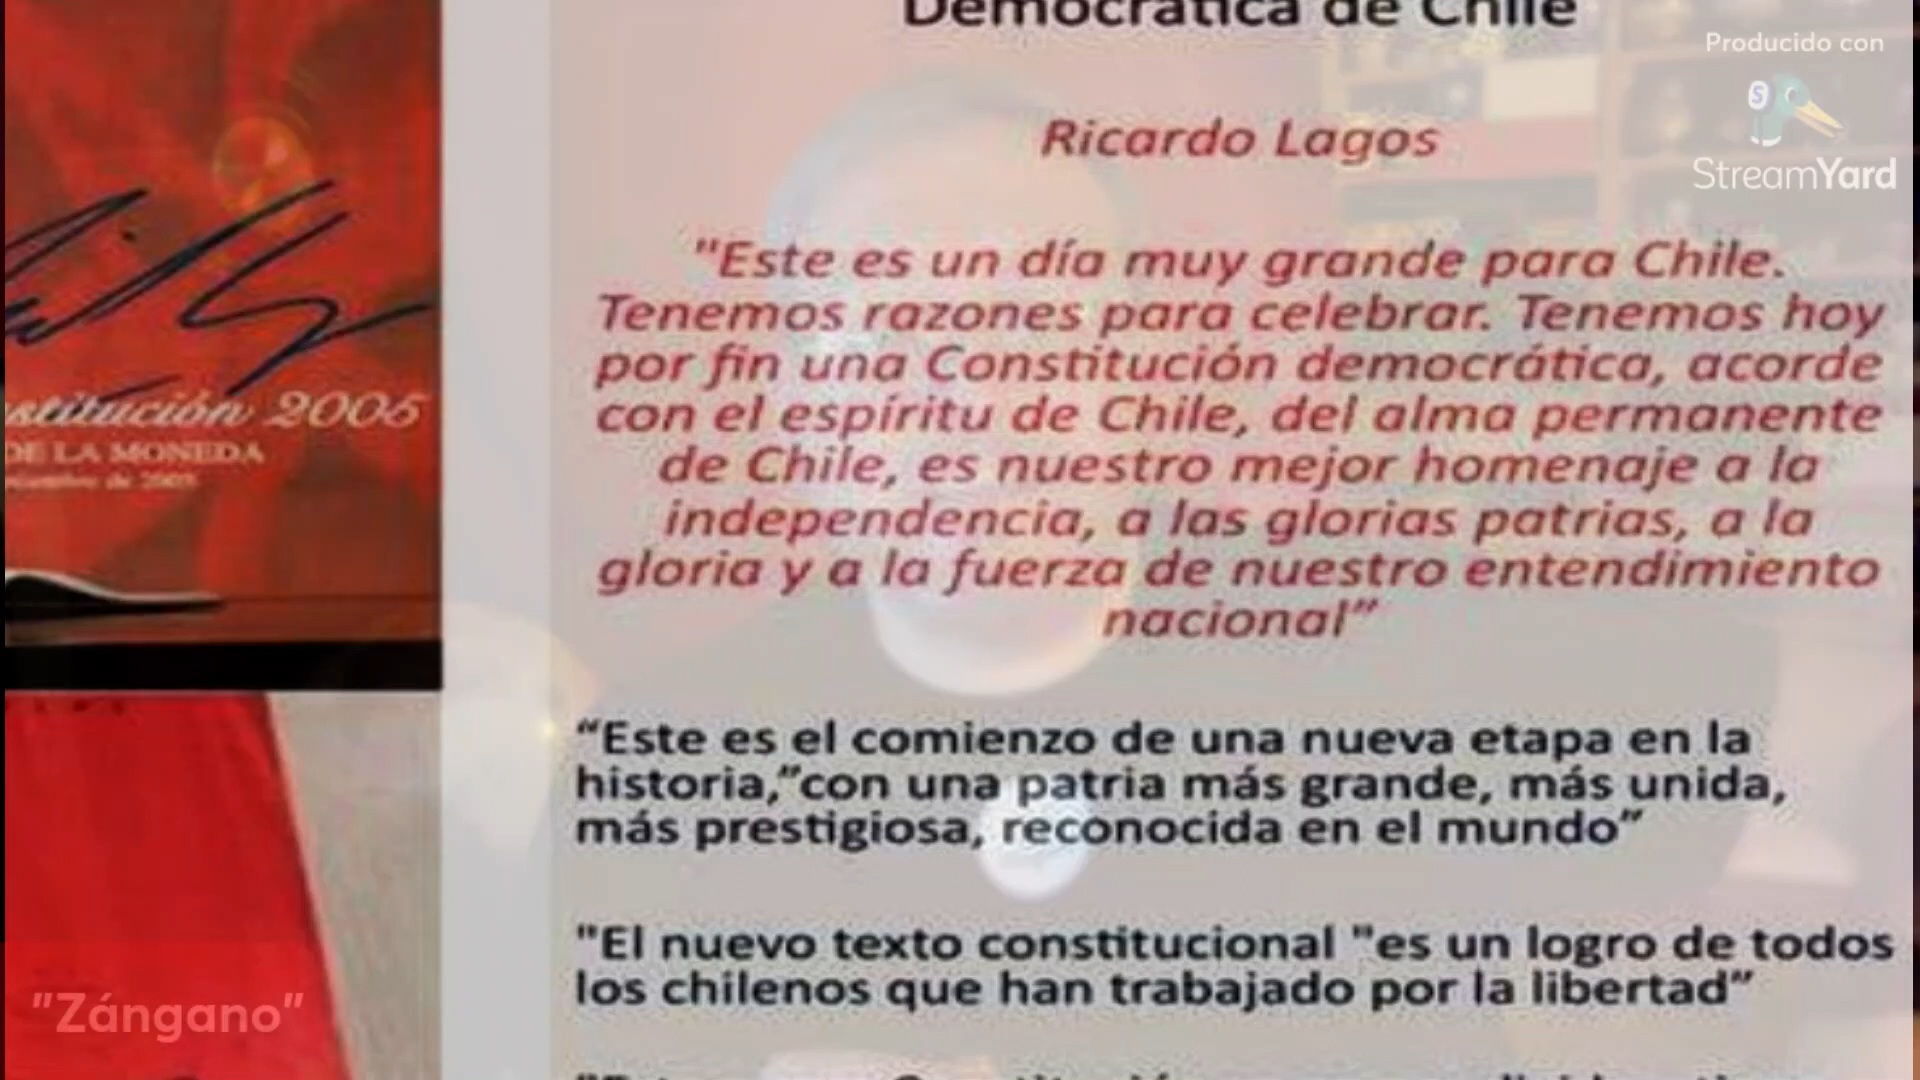 Democrática de Chile
Producido con
StreamYard
Ricardo Lagos
"Este es un día muy grande para Chile.
Tenemos razones para celebrar. Tenemos hoy
por fin una Constitución democrática, acorde
con el espíritu de Chile, del alma permanente
de Chile, es nuestro mejor homenaje a la
independencia, a las glorias patrias, a la
gloria y a la fuerza de nuestro entendimiento
nacional”
stitución 2005
DE LA MONEDA
“Este es el comienzo de una nueva etapa en la
historia,”con una patria más grande, más unida,
más prestigiosa, reconocida en el mundo”
"El nuevo texto constitucional "es un logro de todos
los chilenos que han trabajado por la libertad”
"Zángano"